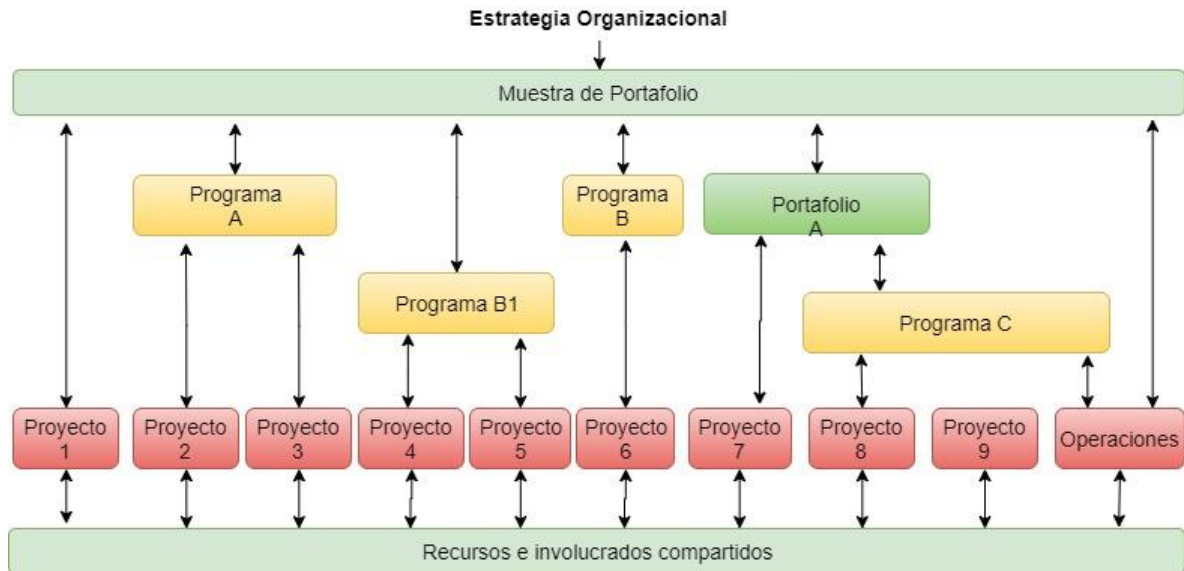 Estrategia Organizacional
Muestra de Portafolio
Programa
A
Programa
B
Portafolio
A
Programa B1
Programa C
Proyecto
1
Proyecto
2
Proyecto
3
Proyecto
4
Proyecto
5
Proyecto
6
Proyecto
7
Proyecto
8
Proyecto
9
Operaciones
Recursos e involucrados compartidos